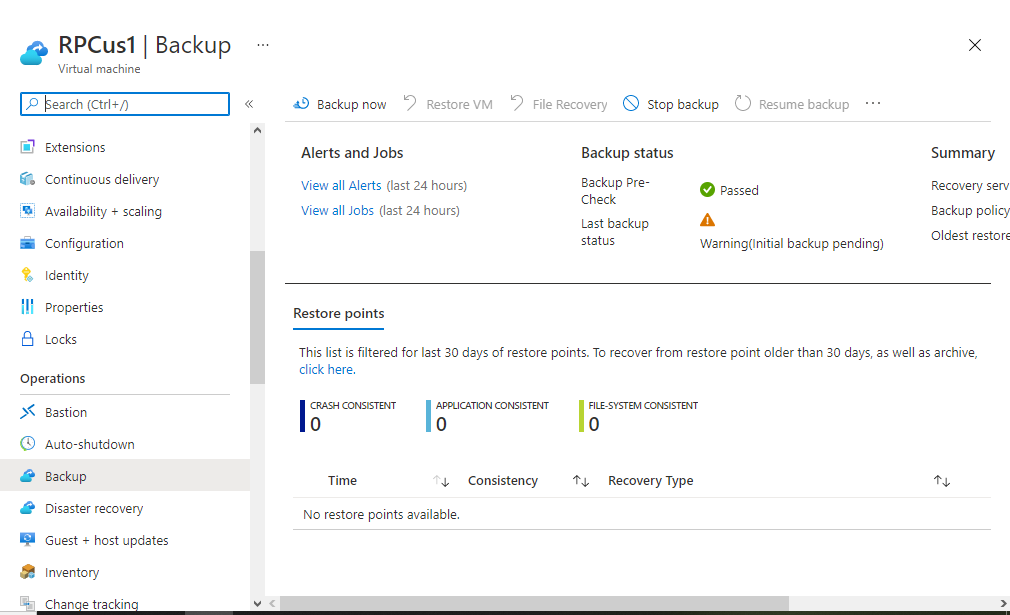 RPCus1 | Backup ...
Virtual machine
Search (Ctrl+/)
Extensions
Continuous delivery
Availability + scaling
Configuration
Identity
Properties
Locks
Operations
Bastion
Auto-shutdown
Backup
Disaster recovery
Guest + host updates
Inventory
Change tracking
Backup now Restore VM File Recovery Stop backup Resume backup ...
Alerts and Jobs
View all Alerts (last 24 hours)
View all Jobs (last 24 hours)
Backup status
Backup Pre-
Check
Passed
Last backup
status
Warning(Initial backup pending)
Summary
Recovery serv
Backup policy
Oldest restore
Restore points
This list is filtered for last 30 days of restore points. To recover from restore point older than 30 days, as well as archive,
click here.
CRASH CONSISTENT
0
APPLICATION CONSISTENT
0
FILE-SYSTEM CONSISTENT
0
Time Consistency Recovery Type
No restore points available.